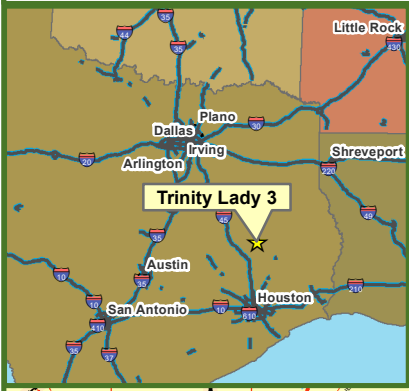 35
44
35
Little Rock
430
Plano
Dallas
30
Irving
Arlington
20
Shreveport
220
Trinity Lady 3
45
49
35
Austin
10
35
10
San Antonio
410
10
Houston
610
210
35
37